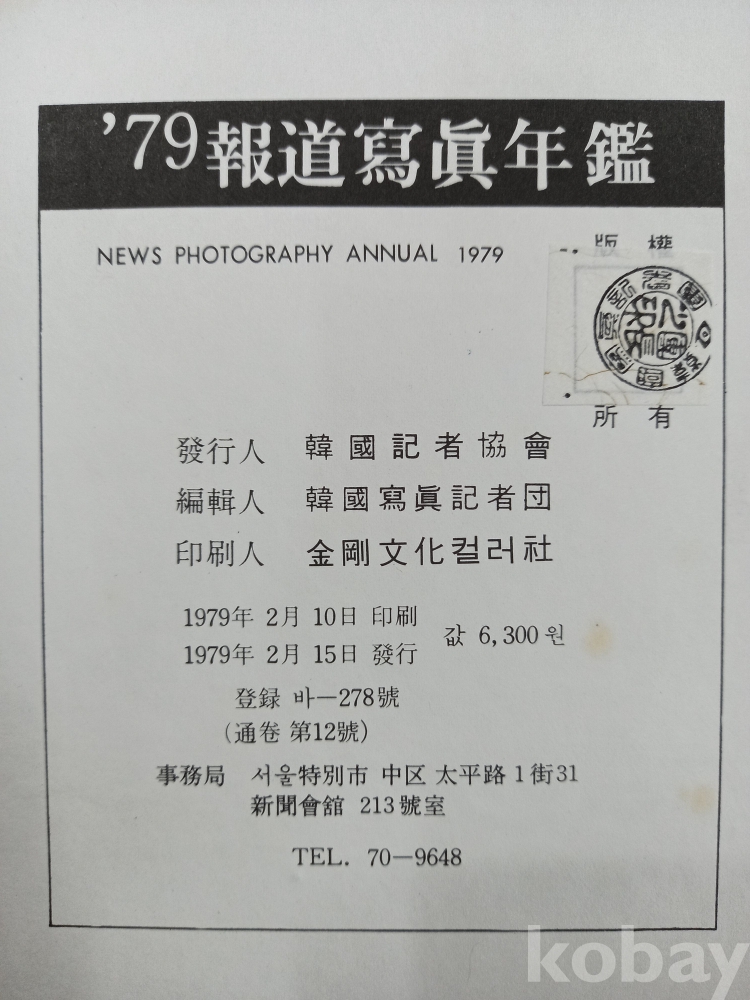 '79報道寫眞年鑑
NEWS PHOTOGRAPHY ANNUAL 1979
版權
所有
發行人 韓國記者協會
編輯人 韓國寫眞記者団
印刷人 金剛文化컬러社
1979年 2月 10日 印刷
1979年 2月 15日 發行
값 6,300원
登録 바—278號
(通卷 第12號)
事務局 서울特別市 中区 太平路 1街31
新聞會館 213號室
TEL. 70—9648
kobay